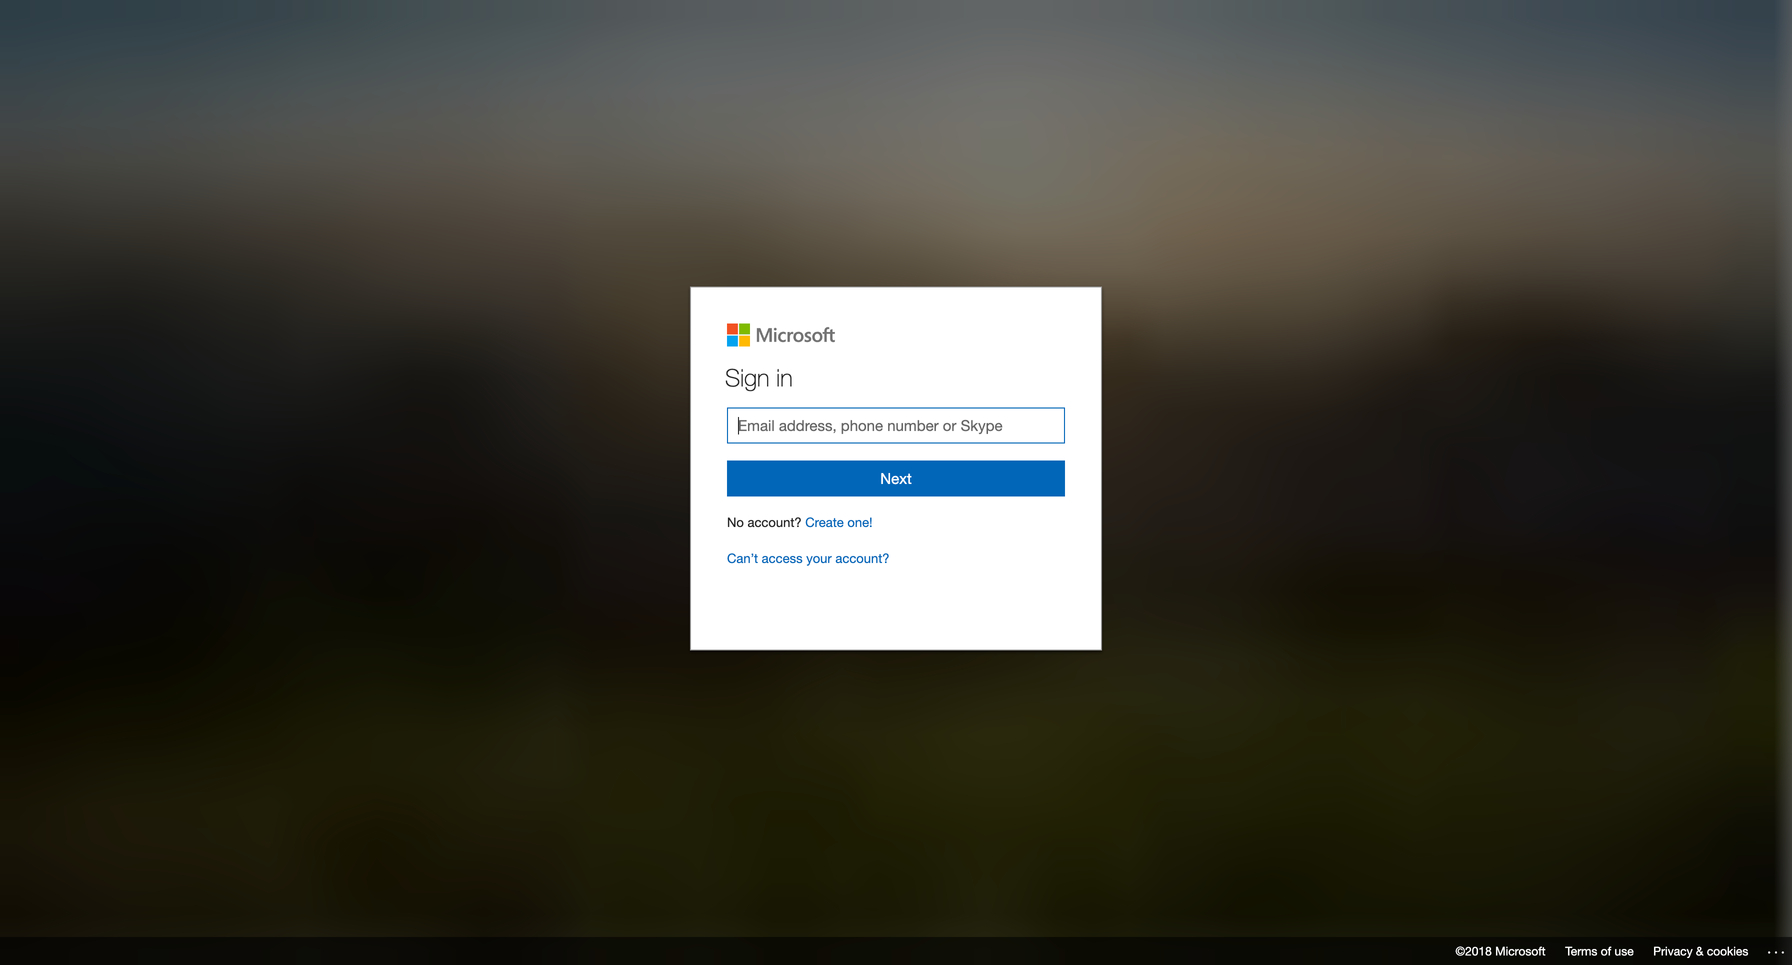 Microsoft
Sign in
Email address, phone number or Skype
Next
No account? Create one!
Can't access your account?
©2018 Microsoft Terms of use Privacy & cookies ...